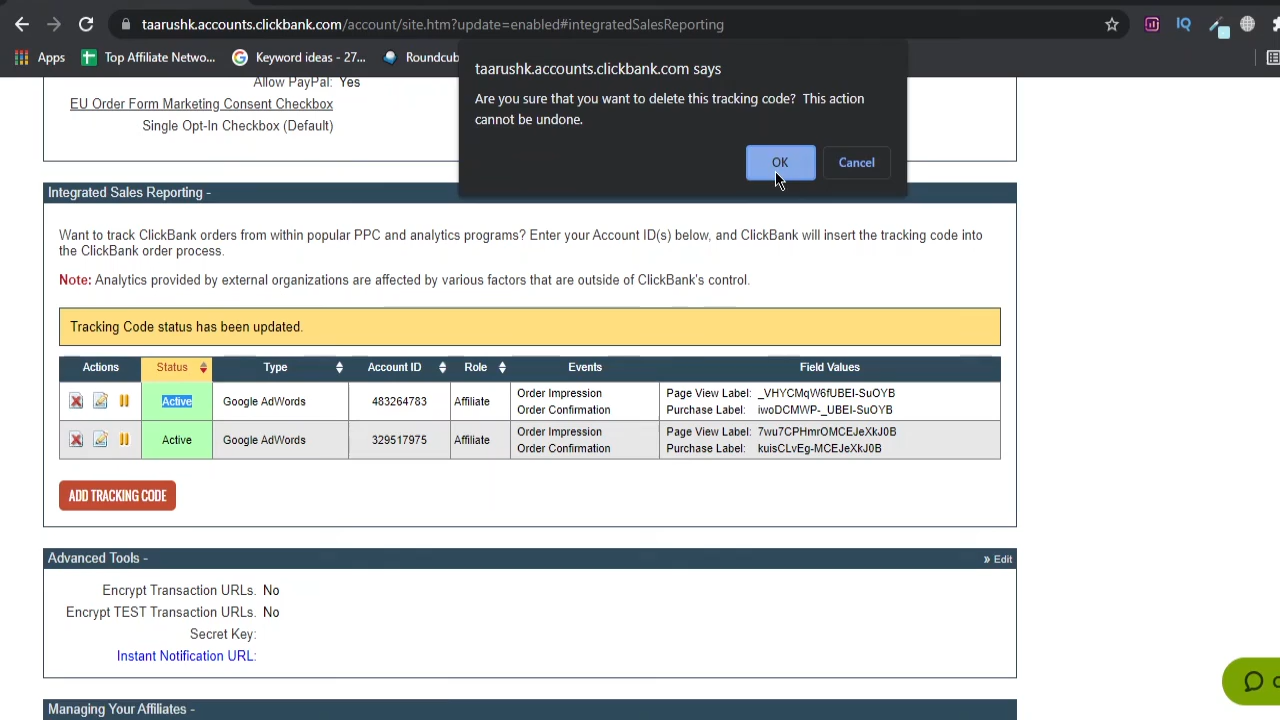 taarushk.accounts.clickbank.com/account/site.htm?update=enabled#integratedSalesReporting
IQ
Apps
Top Affiliate Netwo...
Keyword ideas - 27...
Roundcub
taarushk.accounts.clickbank.com says
Are you sure that you want to delete this tracking code? This action
cannot be undone.
OK
Cancel
Allow PayPal: Yes
EU Order Form Marketing Consent Checkbox
Single Opt-In Checkbox (Default)
Integrated Sales Reporting -
Want to track ClickBank orders from within popular PPC and analytics programs? Enter your Account ID(s) below, and ClickBank will insert the tracking code into
the ClickBank order process.
Note: Analytics provided by external organizations are affected by various factors that are outside of ClickBank's control.
Tracking Code status has been updated.
Actions Status Type Account ID Role Events Field Values
Active Google AdWords 483264783 Affiliate Order Impression Page View Label: _VHYCMqW6fUBEI-SuOYB
Order Confirmation Purchase Label: iwoDCMWP-_UBEI-SuOYB
Active Google AdWords 329517975 Affiliate Order Impression Page View Label: 7wu7CPHmrOMCEJeXkJ0B
Order Confirmation Purchase Label: kuisCLvEg-MCEJeXkJ0B
ADD TRACKING CODE
Advanced Tools -
» Edit
Encrypt Transaction URLs. No
Encrypt TEST Transaction URLs. No
Secret Key:
Instant Notification URL:
Managing Your Affiliates -